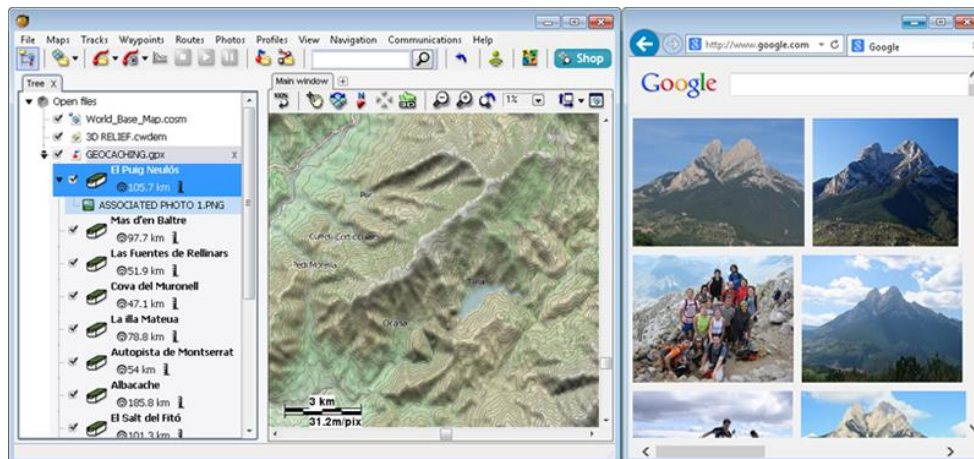 File Maps Tracks Waypoints Routes Photos Profiles View Navigation Communications Help
Shop
Tree X
Main window
100%
1%
Open files
World_Base_Map.cosm
3D RELIEF.cwdem
GEOCACHING.gpx x
El Puig Neulós
105.7 km
ASSOCIATED PHOTO 1.PNG
Mas d'en Baltre
97.7 km
Las Fuentes de Rellinars
51.9 km
Cova del Muronell
47.1 km
La illa Mateua
78.8 km
Autopista de Montserrat
54 km
Albacache
185.8 km
El Salt del Fitó
101.3 km
Ocaña
3 km
31.2m/pix
http://www.google.com
Google
Google